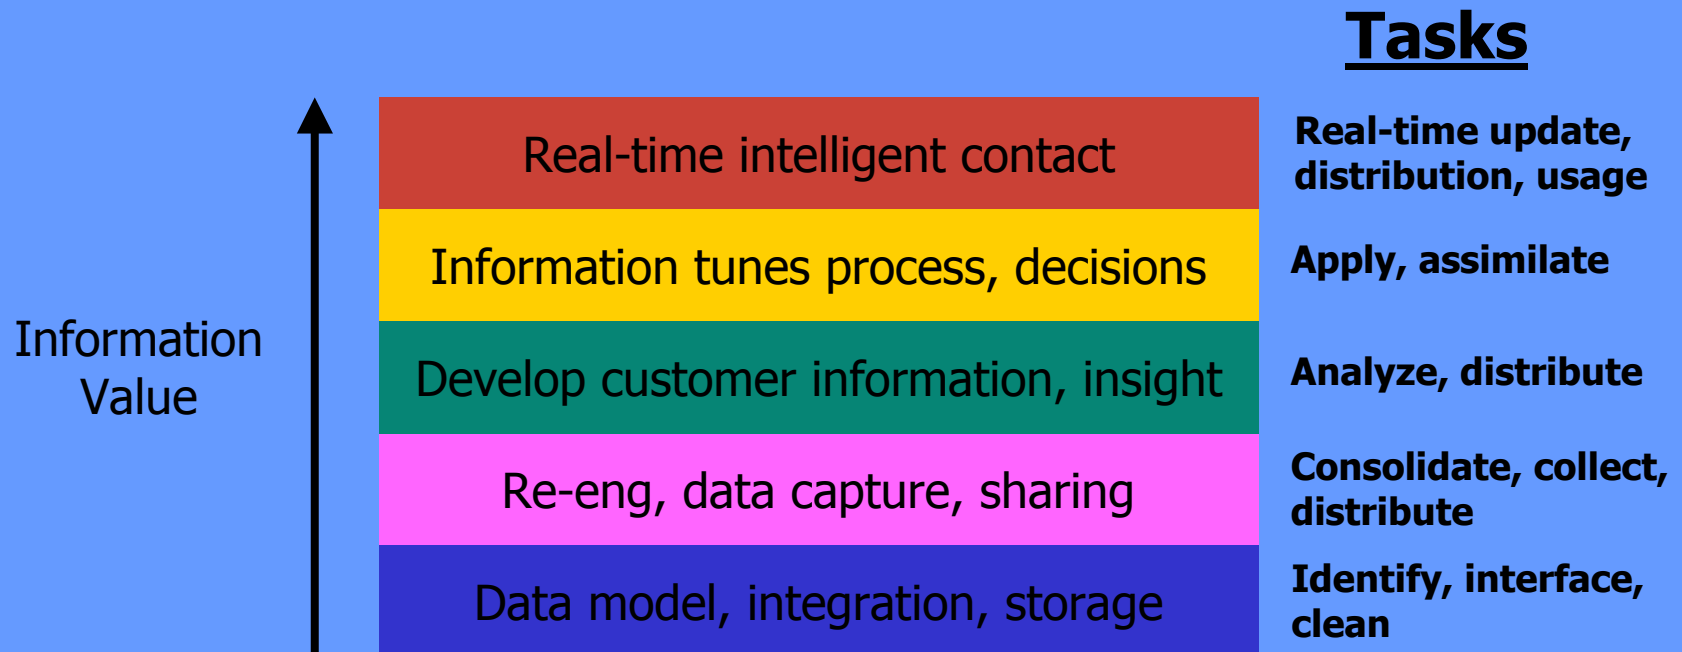 Tasks
Real-time intelligent contact
Real-time update,
distribution, usage
Information tunes process, decisions
Apply, assimilate
Information
Value
Develop customer information, insight
Analyze, distribute
Re-eng, data capture, sharing
Consolidate, collect,
distribute
Data model, integration, storage
Identify, interface,
clean